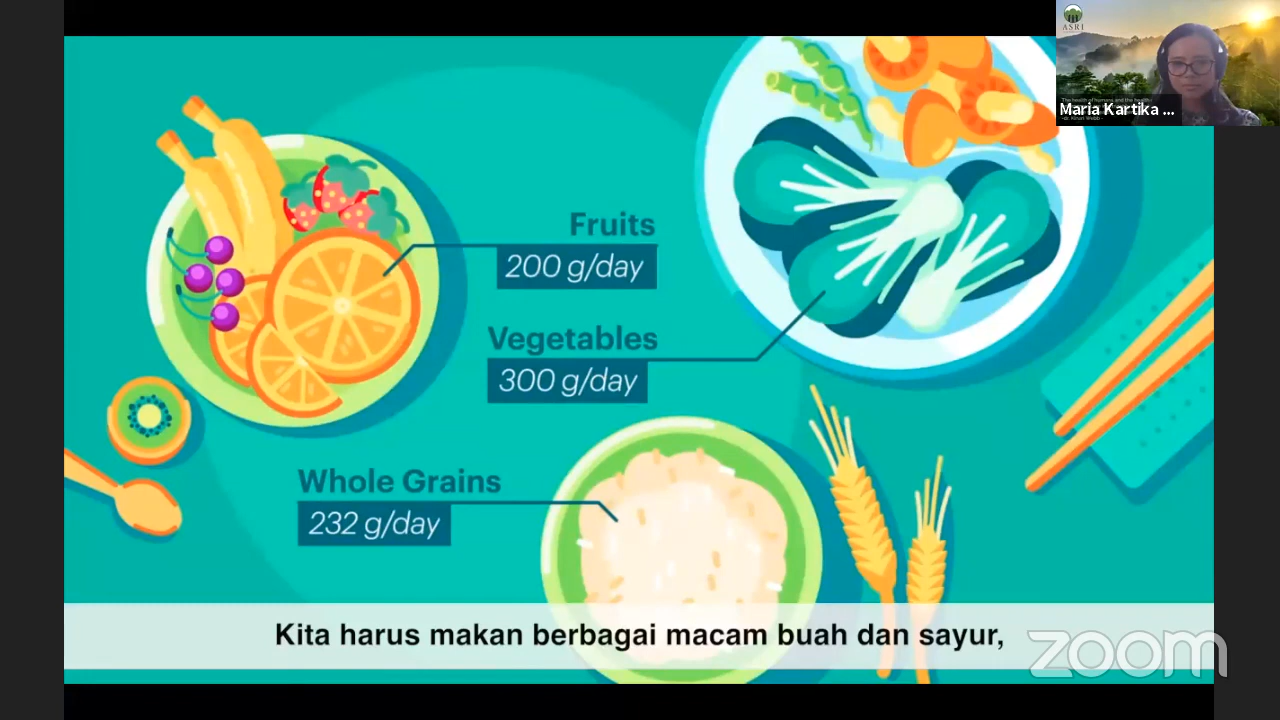 ASRI
Maria Kartika ...
Fruits
200 g/day
Vegetables
300 g/day
Whole Grains
232 g/day
Kita harus makan berbagai macam buah dan sayur,
zoom